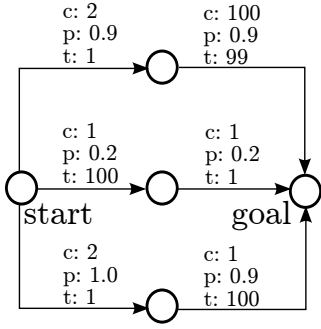 c: 2
p: 0.9
t: 1
c: 100
p: 0.9
t: 99
c: 1
p: 0.2
t: 100
c: 1
p: 0.2
t: 1
start
goal
c: 2
p: 1.0
t: 1
c: 1
p: 0.9
t: 100